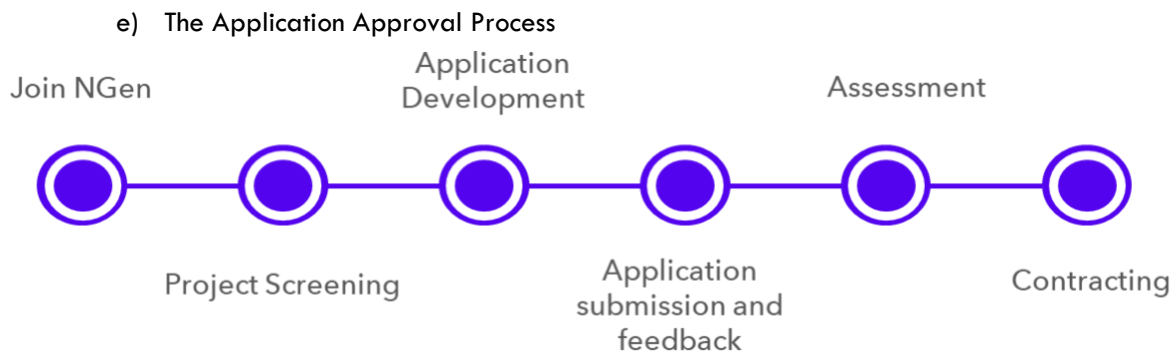 e) The Application Approval Process
Join NGen
Project Screening
Application
Development
Application
submission and
feedback
Assessment
Contracting